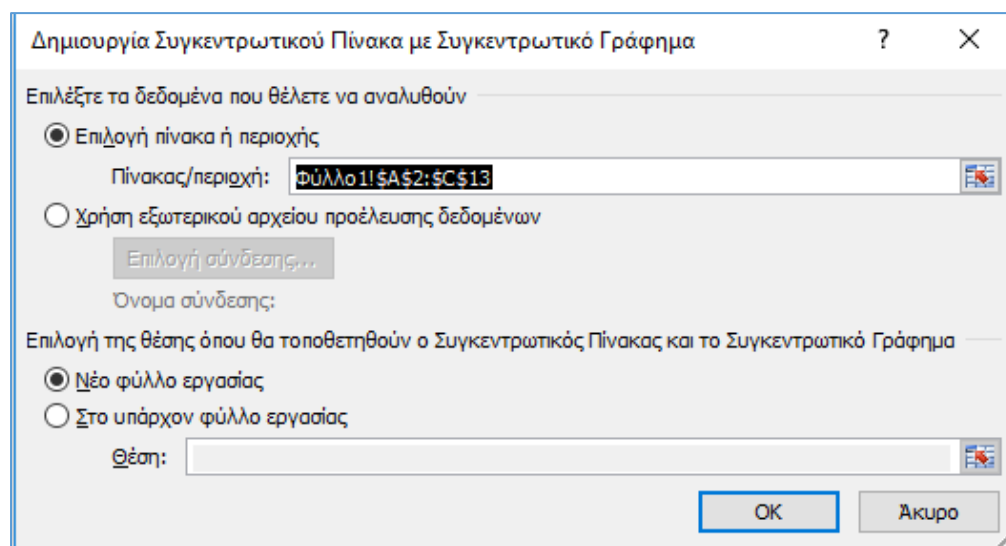 Δημιουργία Συγκεντρωτικού Πίνακα με Συγκεντρωτικό Γράφημα ? ×
Επιλέξτε τα δεδομένα που θέλετε να αναλυθούν
Επιλογή πίνακα ή περιοχής
Πίνακας/περιοχή: Φύλλο1!$A$2:$C$13
Χρήση εξωτερικού αρχείου προέλευσης δεδομένων
Επιλογή σύνδεσης...
Όνομα σύνδεσης:
Επιλογή της θέσης όπου θα τοποθετηθούν ο Συγκεντρωτικός Πίνακας και το Συγκεντρωτικό Γράφημα
Νέο φύλλο εργασίας
Στο υπάρχον φύλλο εργασίας
Θέση:
OK Άκυρο